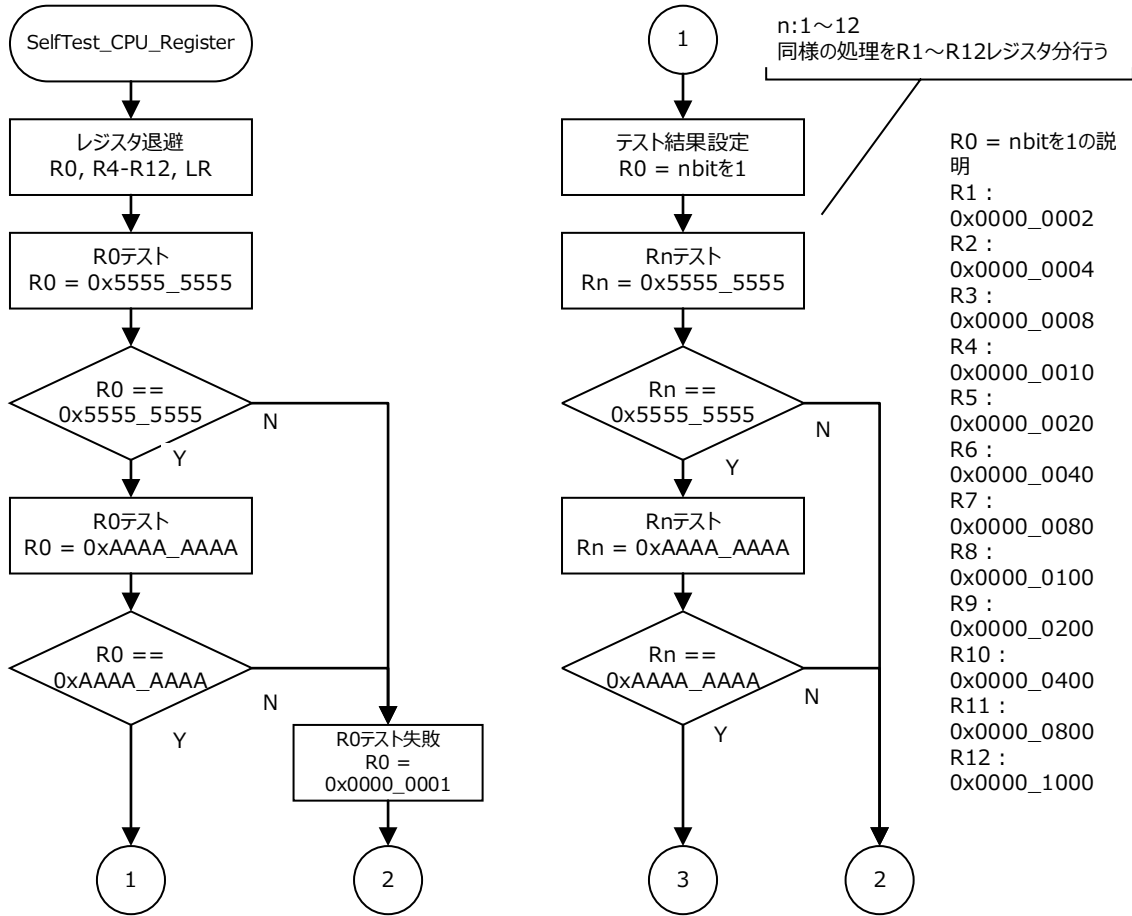 SelfTest_CPU_Register
レジスタ退避
R0, R4-R12, LR
R0テスト
R0 = 0x5555_5555
R0 ==
0x5555_5555
N
Y
R0テスト
R0 = 0xAAAA_AAAA
R0 ==
0xAAAA_AAAA
N
Y
R0テスト失敗
R0 =
0x0000_0001
1
2
1
n:1～12
同様の処理をR1～R12レジスタ分行う
テスト結果設定
R0 = nbitを1
Rnテスト
Rn = 0x5555_5555
Rn ==
0x5555_5555
N
Y
Rnテスト
Rn = 0xAAAA_AAAA
Rn ==
0xAAAA_AAAA
N
Y
3
2
R0 = nbitを1の説
明
R1 :
0x0000_0002
R2 :
0x0000_0004
R3 :
0x0000_0008
R4 :
0x0000_0010
R5 :
0x0000_0020
R6 :
0x0000_0040
R7 :
0x0000_0080
R8 :
0x0000_0100
R9 :
0x0000_0200
R10 :
0x0000_0400
R11 :
0x0000_0800
R12 :
0x0000_1000